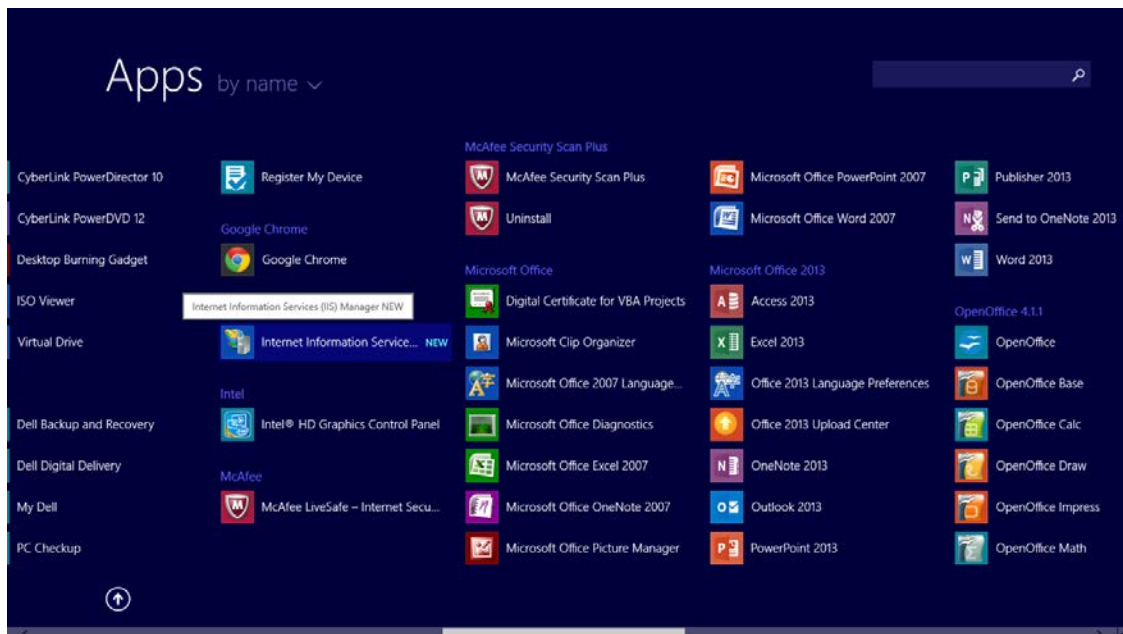 Apps by name
CyberLink PowerDirector 10
CyberLink PowerDVD 12
Desktop Burning Gadget
ISO Viewer
Virtual Drive
Dell Backup and Recovery
Dell Digital Delivery
My Dell
PC Checkup
Register My Device
Google Chrome
Google Chrome
Internet Information Services (IIS) Manager NEW
Internet Information Service... NEW
Intel
Intel® HD Graphics Control Panel
McAfee
McAfee LiveSafe – Internet Secu...
McAfee Security Scan Plus
McAfee Security Scan Plus
Uninstall
Microsoft Office
Digital Certificate for VBA Projects
Microsoft Clip Organizer
Microsoft Office 2007 Language...
Microsoft Office Diagnostics
Microsoft Office Excel 2007
Microsoft Office OneNote 2007
Microsoft Office Picture Manager
Microsoft Office PowerPoint 2007
Microsoft Office Word 2007
Microsoft Office 2013
Access 2013
Excel 2013
Office 2013 Language Preferences
Office 2013 Upload Center
OneNote 2013
Outlook 2013
PowerPoint 2013
Publisher 2013
Send to OneNote 2013
Word 2013
OpenOffice 4.1.1
OpenOffice
OpenOffice Base
OpenOffice Calc
OpenOffice Draw
OpenOffice Impress
OpenOffice Math